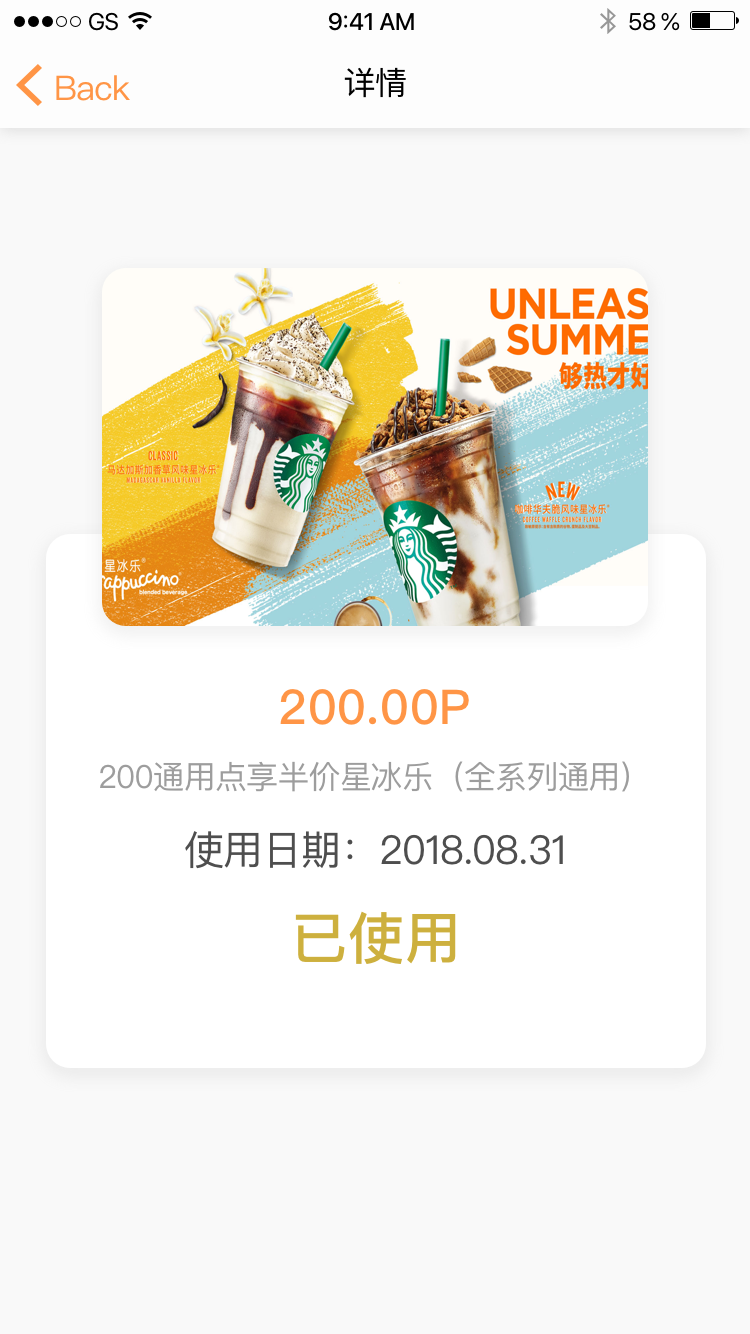 GS 9:41 AM 58 %
Back 详情
UNLEAS
SUMME
够热才好
CLASSIC
马达加斯加香草风味星冰乐
MADAGASCAR VANILLA FLAVOR
NEW
咖啡华夫脆风味星冰乐
COFFEE WAFFLE CRUNCH FLAVOR
星冰乐®
rappuccino
blended beverage
200.00P
200通用点享半价星冰乐（全系列通用）
使用日期：2018.08.31
已使用